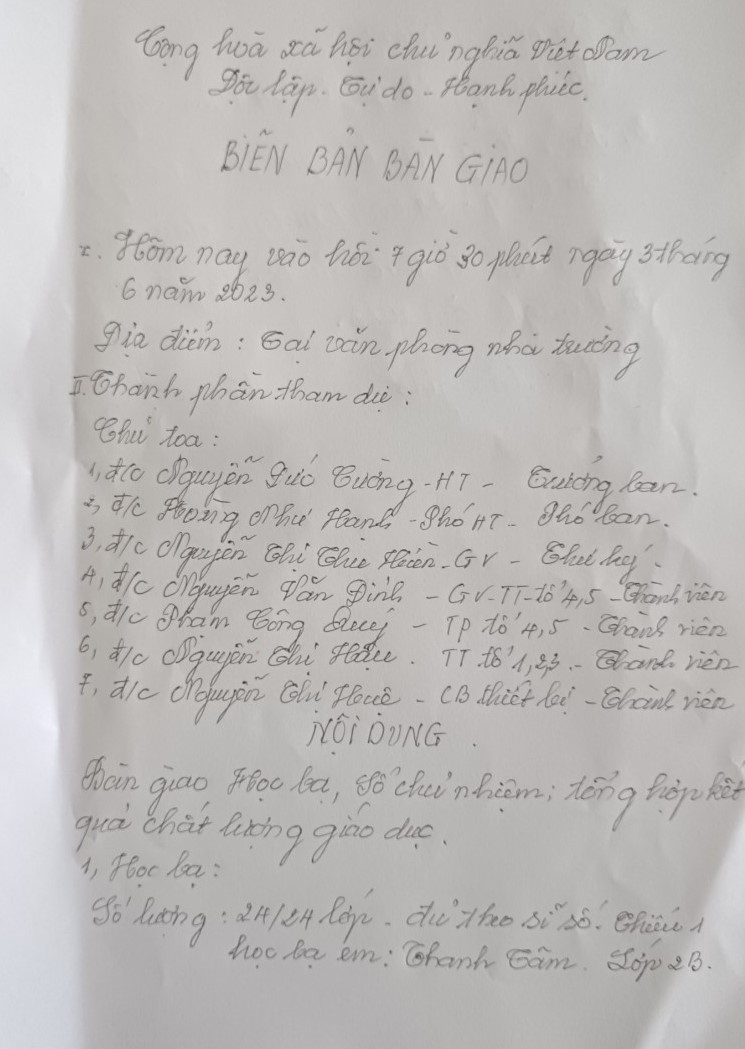 Cộng hoà xã hội chủ nghĩa Việt Nam
Độc lập - Tự do - Hạnh phúc.
BIÊN BẢN BÀN GIAO
I. Hôm nay vào hồi 7 giờ 30 phút ngày 3 tháng
6 năm 2023.
Địa điểm : Tại văn phòng nhà trường
II. Thành phần tham dự :
Chủ tọa :
1, đ/c Nguyễn Đức Cường - HT - Trưởng ban.
2, đ/c Hoàng Như Hạnh - Phó HT - Phó ban.
3, đ/c Nguyễn Thị Thu Hiền - GV - Thư ký.
4, đ/c Nguyễn Văn Định - GV-TT-tổ 4,5 - Thành viên
5, đ/c Phạm Công Quý - TP tổ 4,5 - Thành viên
6, đ/c Nguyễn Thị Hậu . TT tổ 1,2,3 - Thành viên
7, đ/c Nguyễn Thị Huê - CB thiết bị - Thành viên
NỘI DUNG .
Bàn giao Học bạ, Sổ chủ nhiệm; tổng hợp kết
quả chất lượng giáo dục.
1, Học bạ :
Số lượng : 24/24 lớp - đủ theo sĩ số. Thiếu 1
học bạ em : Thanh Tâm . Lớp 2B.